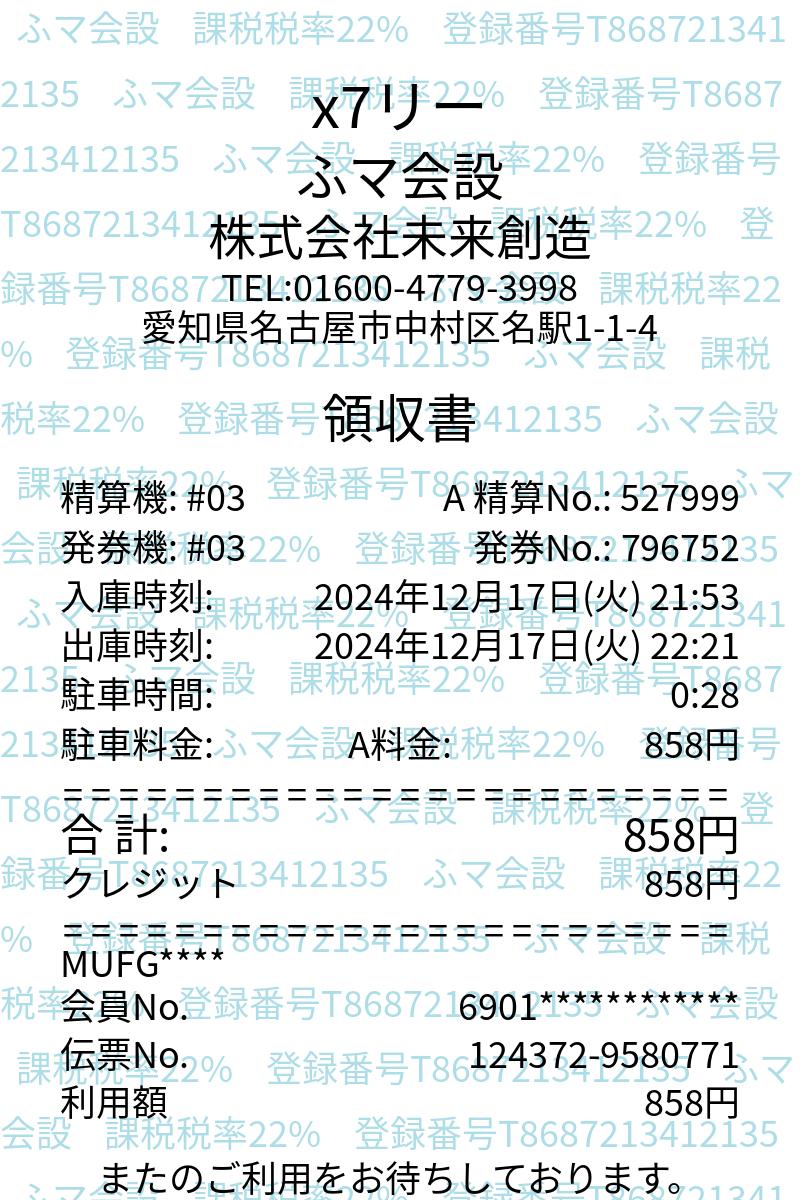 x7リー
ふマ会設
株式会社未来創造
TEL:01600-4779-3998
愛知県名古屋市中村区名駅1-1-4
領収書
精算機: #03 A 精算No.: 527999
発券機: #03 発券No.: 796752
入庫時刻: 2024年12月17日(火) 21:53
出庫時刻: 2024年12月17日(火) 22:21
駐車時間: 0:28
駐車料金: A料金: 858円
========================
合 計: 858円
クレジット 858円
========================
MUFG****
会員No. 6901************
伝票No. 124372-9580771
利用額 858円
またのご利用をお待ちしております。
ふマ会設 課税税率22% 登録番号T8687213412135